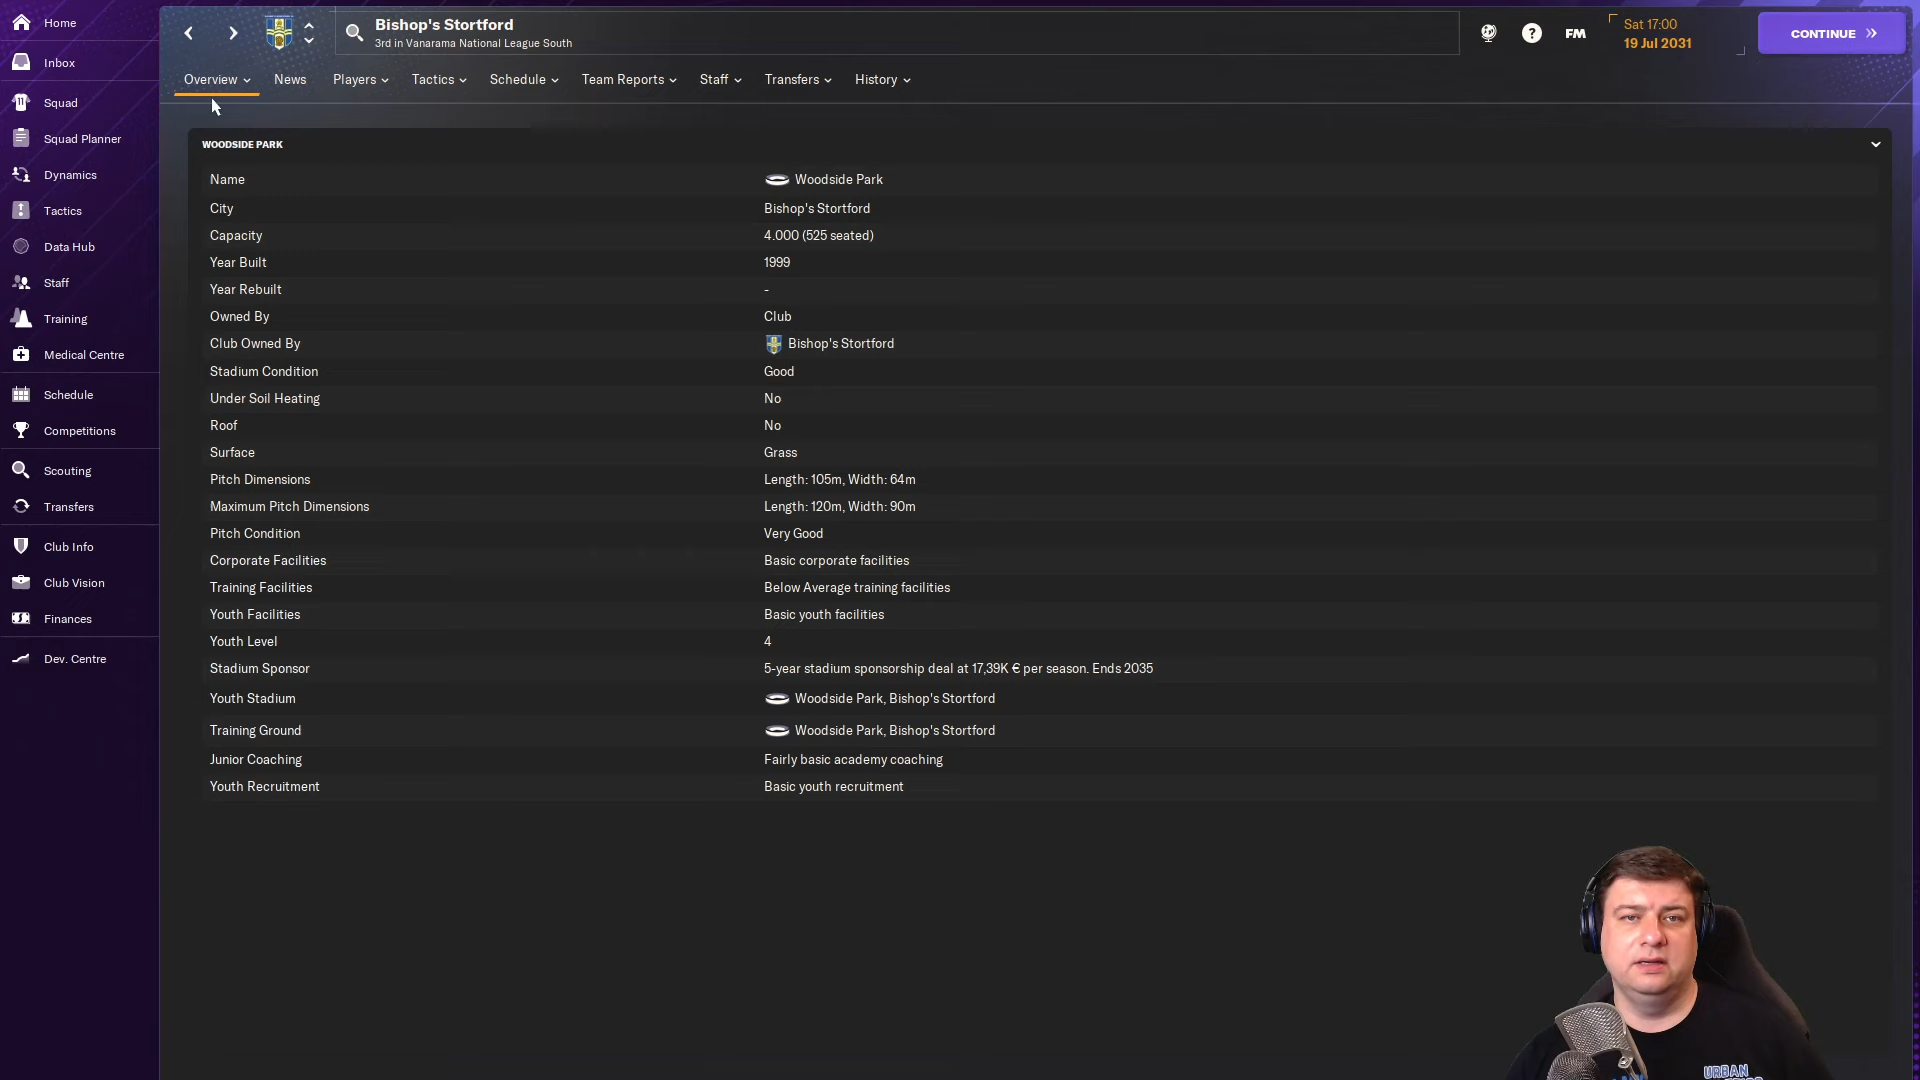 Home
Inbox
Squad
Squad Planner
Dynamics
Tactics
Data Hub
Staff
Training
Medical Centre
Schedule
Competitions
Scouting
Transfers
Club Info
Club Vision
Finances
Dev. Centre
Bishop's Stortford
3rd in Vanarama National League South
?
FM
Sat 17:00
19 Jul 2031
CONTINUE
Overview News Players Tactics Schedule Team Reports Staff Transfers History
WOODSIDE PARK
Name Woodside Park
City Bishop's Stortford
Capacity 4.000 (525 seated)
Year Built 1999
Year Rebuilt -
Owned By Club
Club Owned By Bishop's Stortford
Stadium Condition Good
Under Soil Heating No
Roof No
Surface Grass
Pitch Dimensions Length: 105m, Width: 64m
Maximum Pitch Dimensions Length: 120m, Width: 90m
Pitch Condition Very Good
Corporate Facilities Basic corporate facilities
Training Facilities Below Average training facilities
Youth Facilities Basic youth facilities
Youth Level 4
Stadium Sponsor 5-year stadium sponsorship deal at 17,39K € per season. Ends 2035
Youth Stadium Woodside Park, Bishop's Stortford
Training Ground Woodside Park, Bishop's Stortford
Junior Coaching Fairly basic academy coaching
Youth Recruitment Basic youth recruitment
URBAN